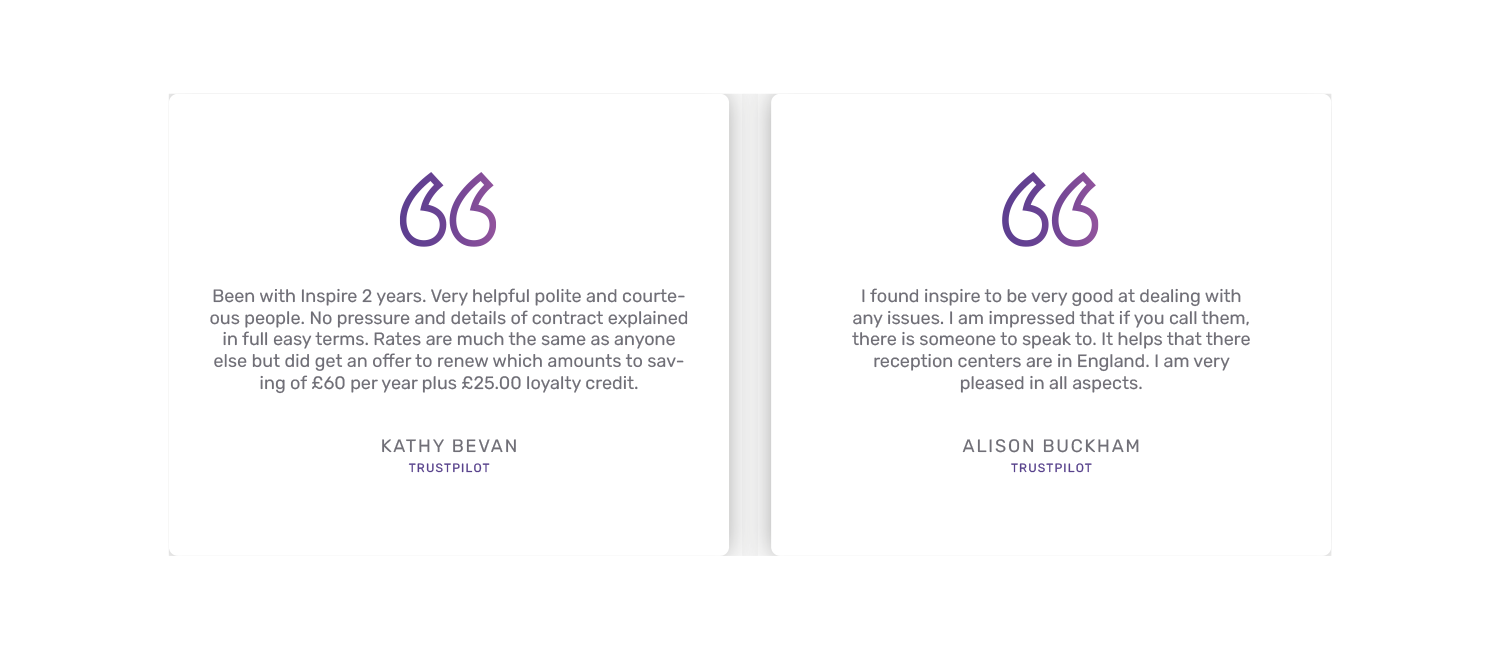 Been with Inspire 2 years. Very helpful polite and courte-
ous people. No pressure and details of contract explained
in full easy terms. Rates are much the same as anyone
else but did get an offer to renew which amounts to sav-
ing of £60 per year plus £25.00 loyalty credit.
KATHY BEVAN
TRUSTPILOT
I found inspire to be very good at dealing with
any issues. I am impressed that if you call them,
there is someone to speak to. It helps that there
reception centers are in England. I am very
pleased in all aspects.
ALISON BUCKHAM
TRUSTPILOT